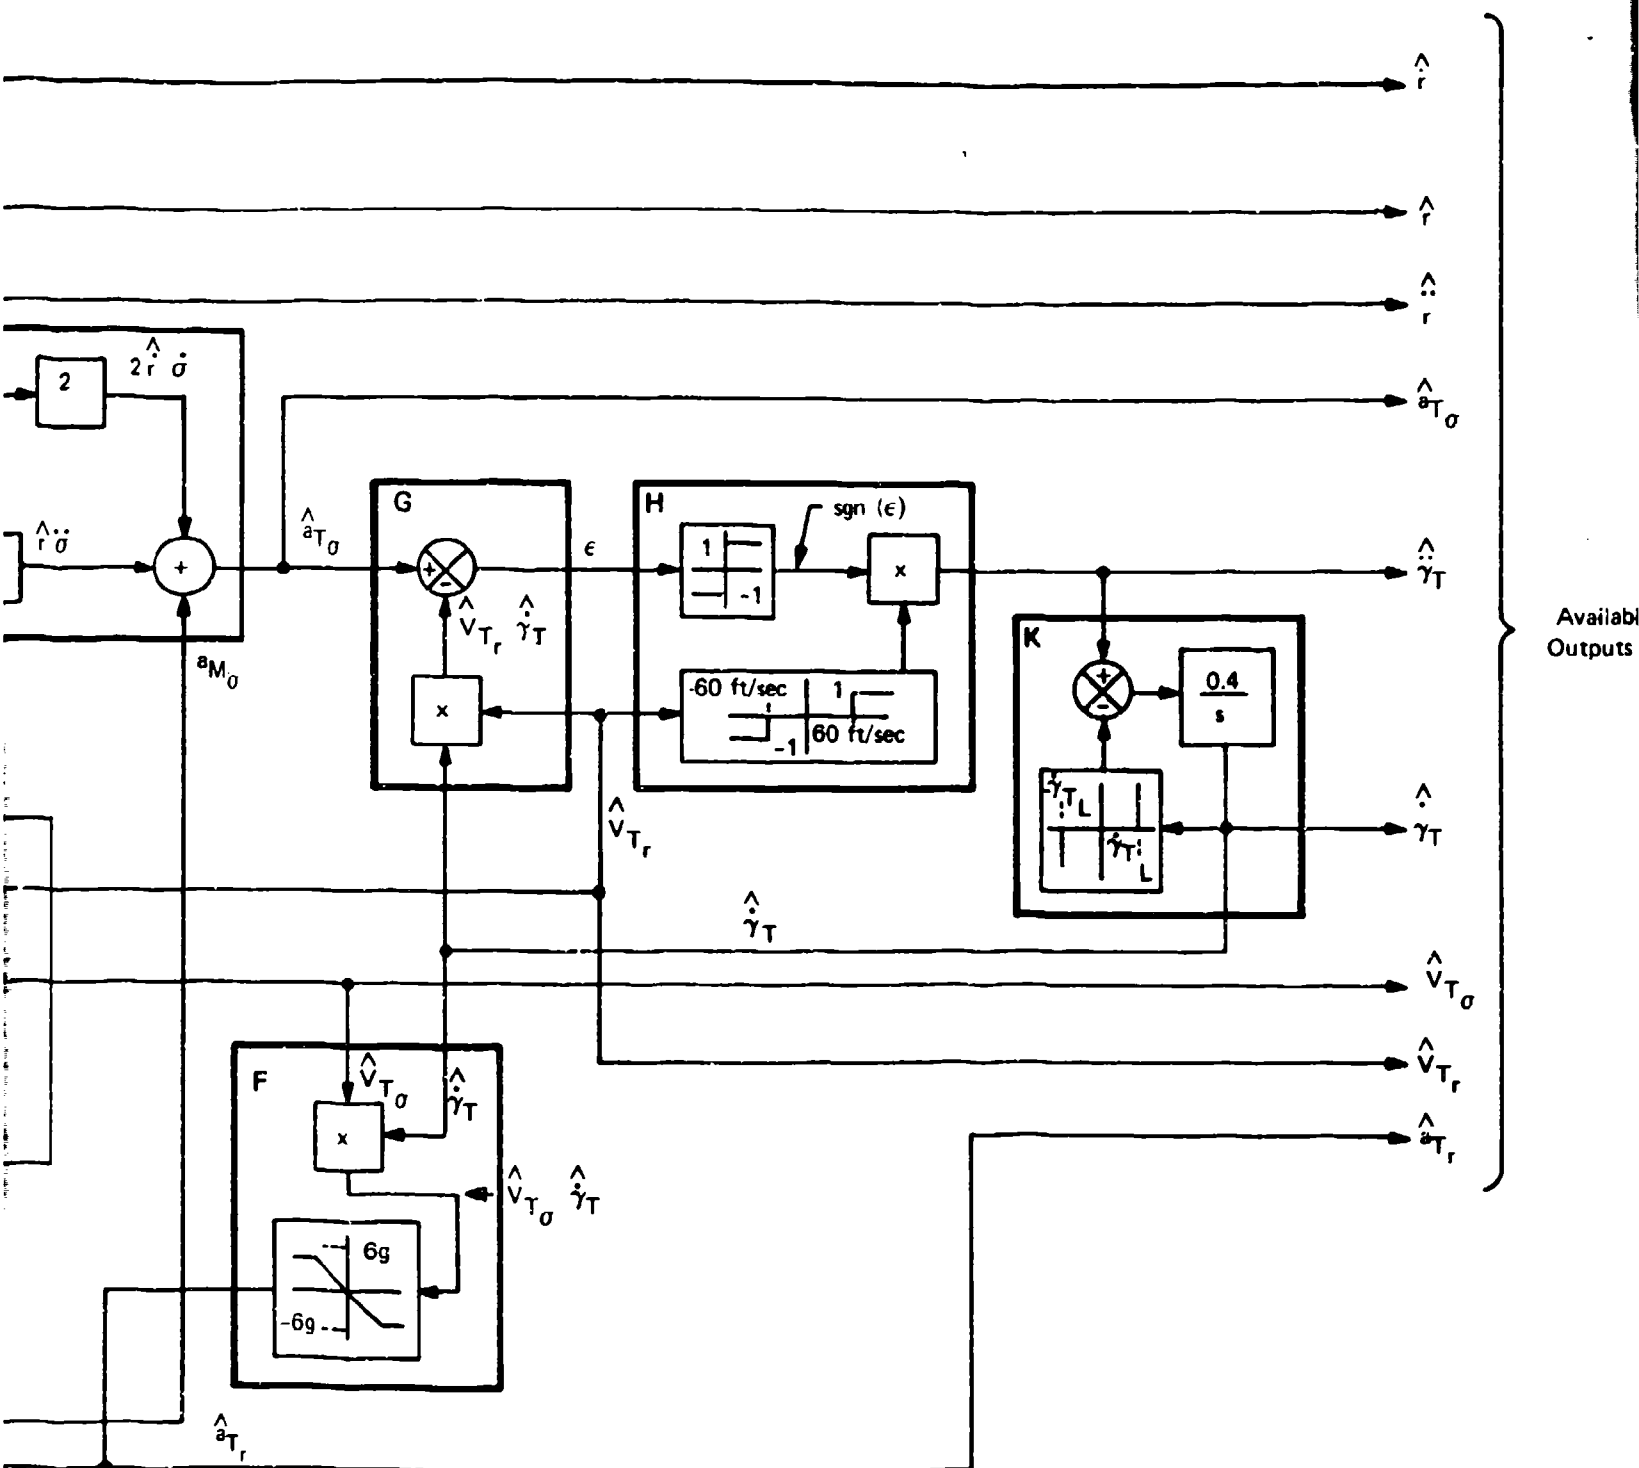 r̂̇
r̂
r̂̈
2
2 r̂̇ σ̇
âTσ
G
H
sgn (ϵ)
r̂ σ̈
âTσ
ϵ
1
-1
x
γ̂̈T
+
+
-
V̂Tr γ̂̇T
K
Availabl
Outputs
aMσ
x
-60 ft/sec 1
-1 60 ft/sec
+
-
0.4
s
V̂Tr
-γ̇TL
γ̇TL
γ̂̇T
γ̂̇T
V̂Tσ
F
V̂Tσ
γ̂̇T
V̂Tr
x
âTr
V̂Tσ γ̂̇T
6g
-6g
âTr